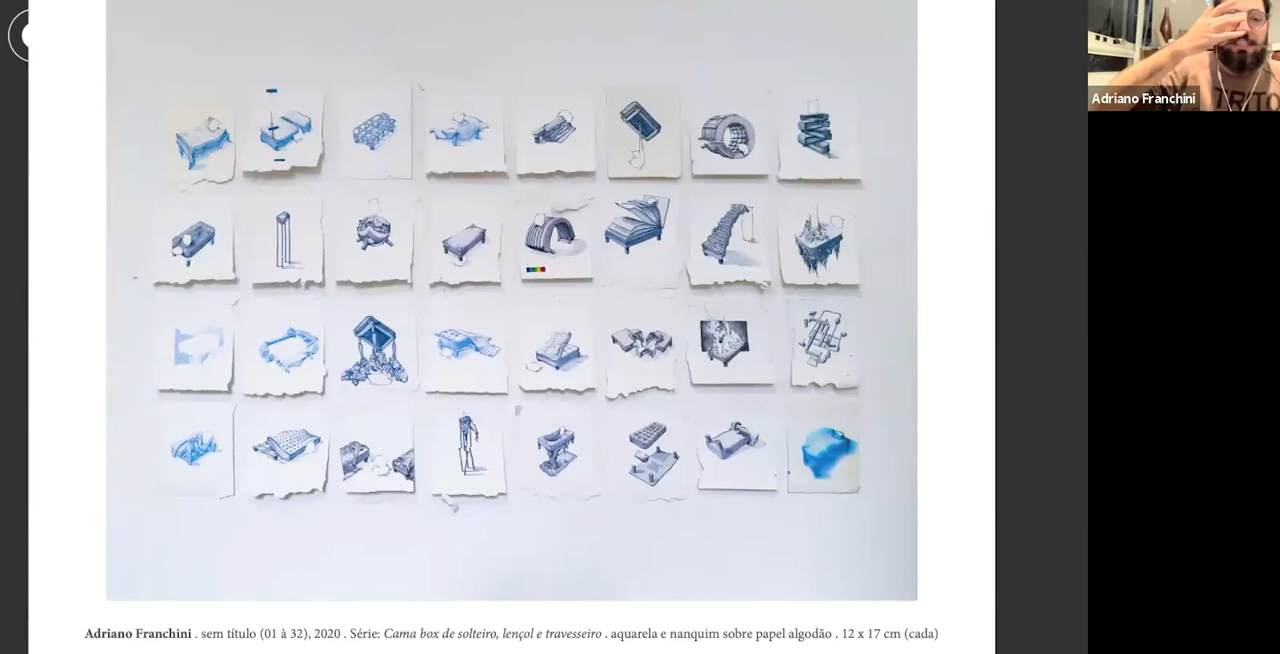 TRITO
Adriano Franchini
Adriano Franchini . sem título (01 à 32), 2020 . Série: Cama box de solteiro, lençol e travesseiro . aquarela e nanquim sobre papel algodão . 12 x 17 cm (cada)